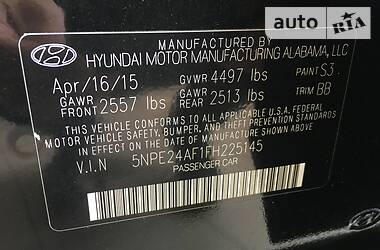 auto RIA
MANUFACTURED BY
HYUNDAI MOTOR MANUFACTURING ALABAMA, LLC
Apr/16/15 GVWR 4497 lbs PAINT S3
GAWR FRONT 2557 lbs GAWR REAR 2513 lbs TRIM BB
THIS VEHICLE CONFORMS TO ALL APPLICABLE U.S.A. FEDERAL
MOTOR VEHICLE SAFETY, BUMPER, AND THEFT PREVENTION
STANDARDS IN EFFECT ON THE DATE OF MANUFACTURE SHOWN ABOVE.
V.I.N 5NPE24AF1FH225145
PASSENGER CAR